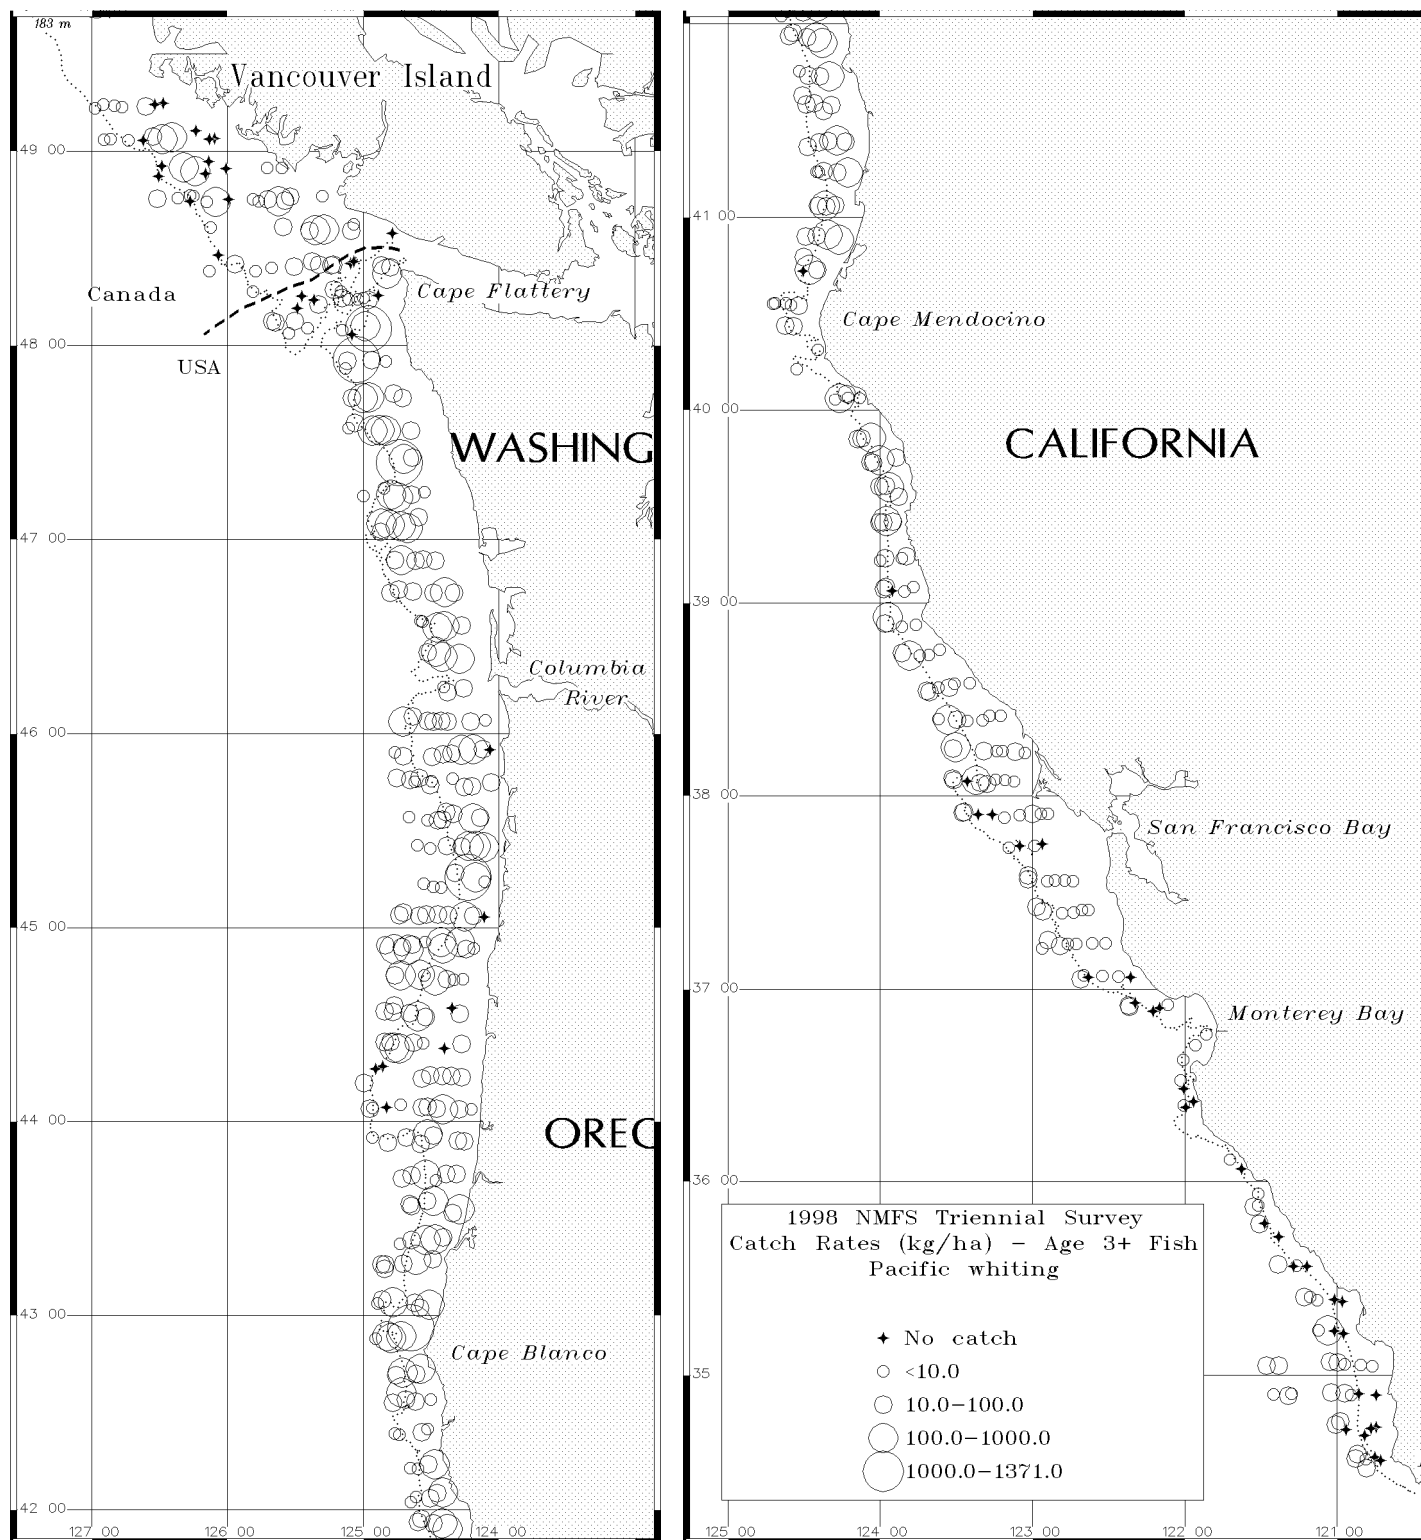 183 m
Vancouver Island
49 00
Canada
Cape Flattery
48 00
USA
WASHING
47 00
Columbia
River
46 00
45 00
44 00
OREG
43 00
Cape Blanco
42 00
127 00
126 00
125 00
124 00
41 00
Cape Mendocino
40 00
CALIFORNIA
39 00
38 00
San Francisco Bay
37 00
Monterey Bay
36 00
1998 NMFS Triennial Survey
Catch Rates (kg/ha) – Age 3+ Fish
Pacific whiting
No catch
<10.0
35
10.0–100.0
100.0–1000.0
1000.0–1371.0
125 00
124 00
123 00
122 00
121 00